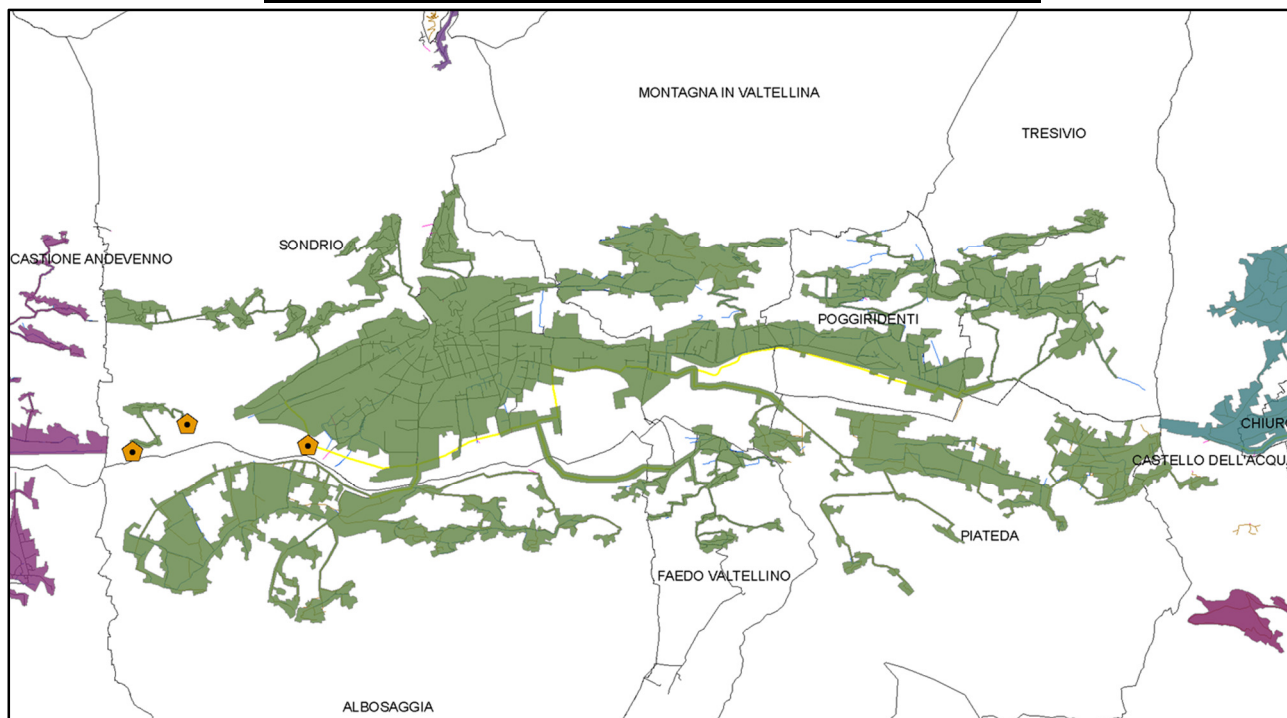 MONTAGNA IN VALTELLINA
TRESIVIO
SONDRIO
CASTIONE ANDEVENNO
POGGIRIDENTI
CHIURO
CASTELLO DELL'ACQUA
PIATEDA
FAEDO VALTELLINO
ALBOSAGGIA